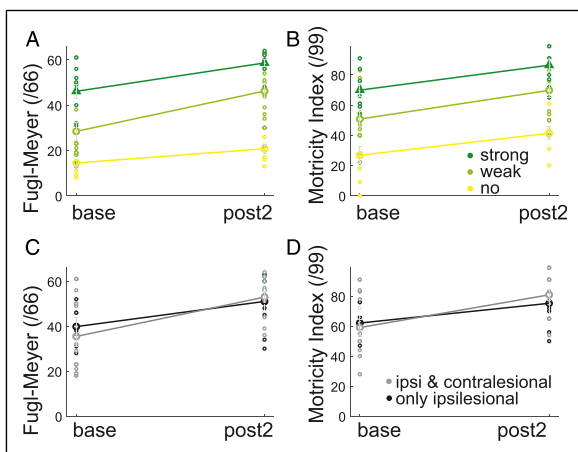 A
Fugl-Meyer (/66)
60
40
20
0
base
post2
B
Motricity Index (/99)
80
60
40
20
0
strong
weak
no
base
post2
C
Fugl-Meyer (/66)
60
40
20
0
base
post2
D
Motricity Index (/99)
80
60
40
20
0
ipsi & contralesional
only ipsilesional
base
post2